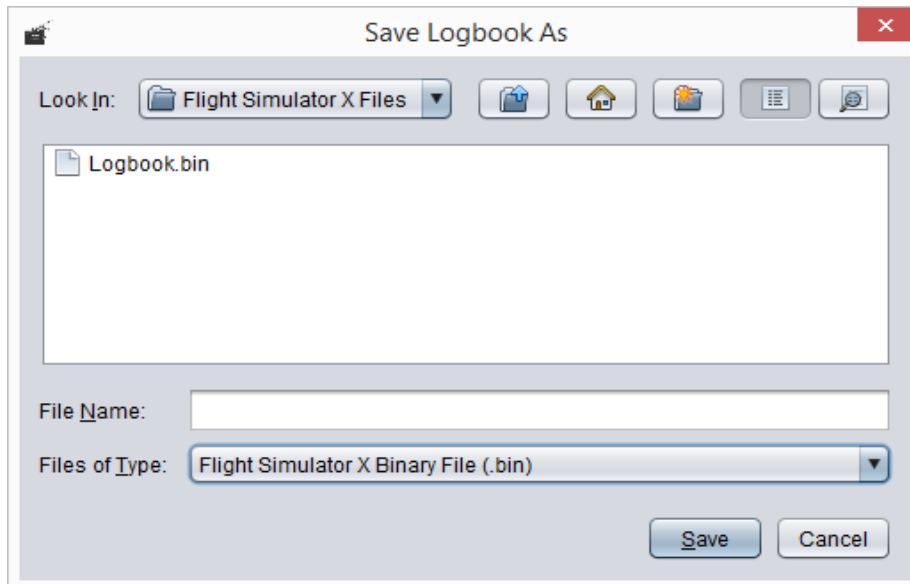 Save Logbook As
Look In: Flight Simulator X Files
Logbook.bin
File Name:
Files of Type: Flight Simulator X Binary File (.bin)
Save Cancel